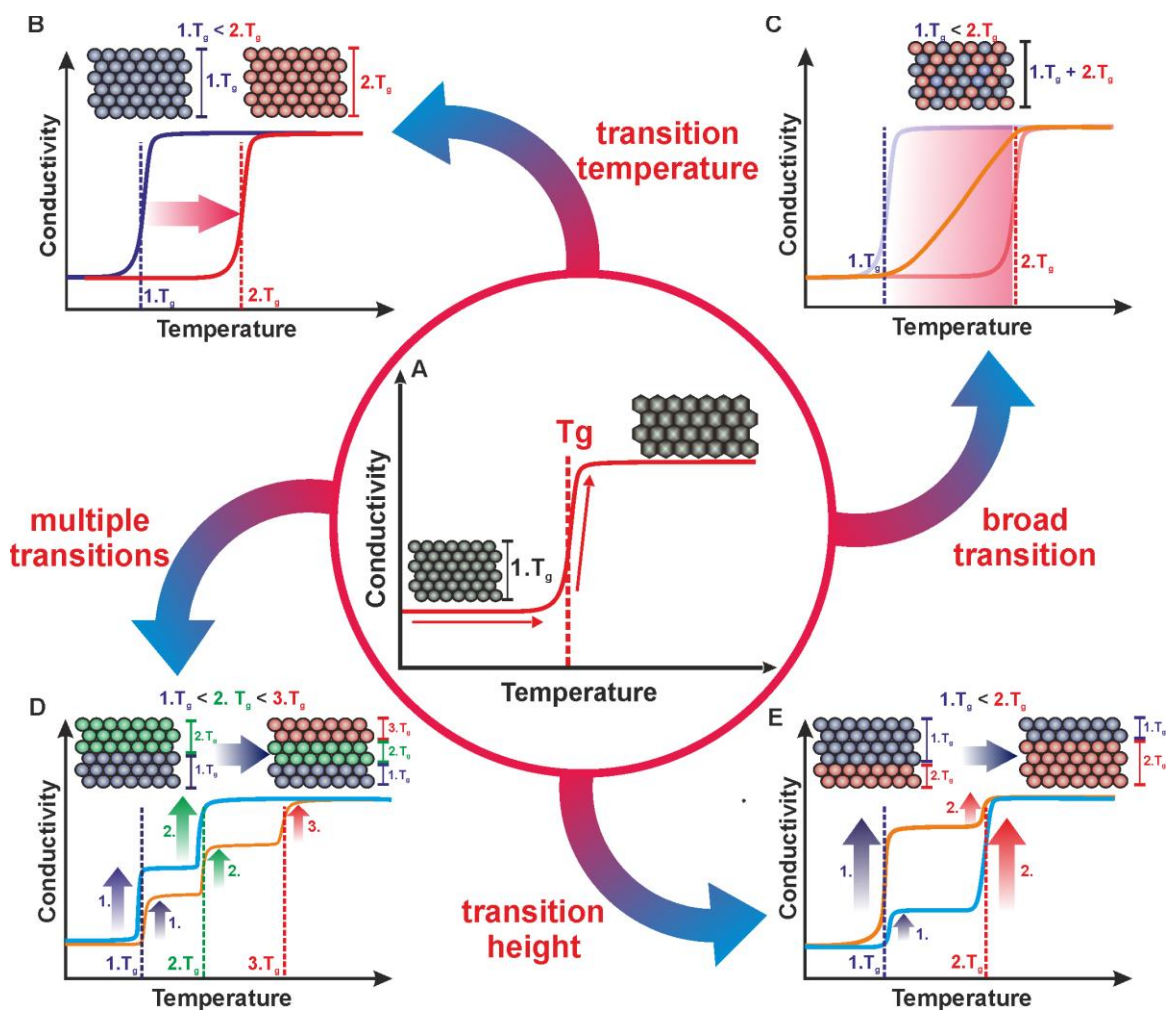 B
1.Tg < 2.Tg
1.Tg
2.Tg
Conductivity
1.Tg
2.Tg
Temperature
transition
temperature
C
1.Tg < 2.Tg
1.Tg + 2.Tg
Conductivity
1.Tg
2.Tg
Temperature
A
Tg
1.Tg
Conductivity
Temperature
multiple
transitions
broad
transition
D
1.Tg < 2. Tg < 3.Tg
2.Tg
1.Tg
3.Tg
2.Tg
1.Tg
Conductivity
2.
3.
1.
2.
1.
1.Tg
2.Tg
3.Tg
Temperature
transition
height
E
1.Tg < 2.Tg
1.Tg
2.Tg
1.Tg
2.Tg
Conductivity
2.
1.
2.
1.
1.Tg
2.Tg
Temperature